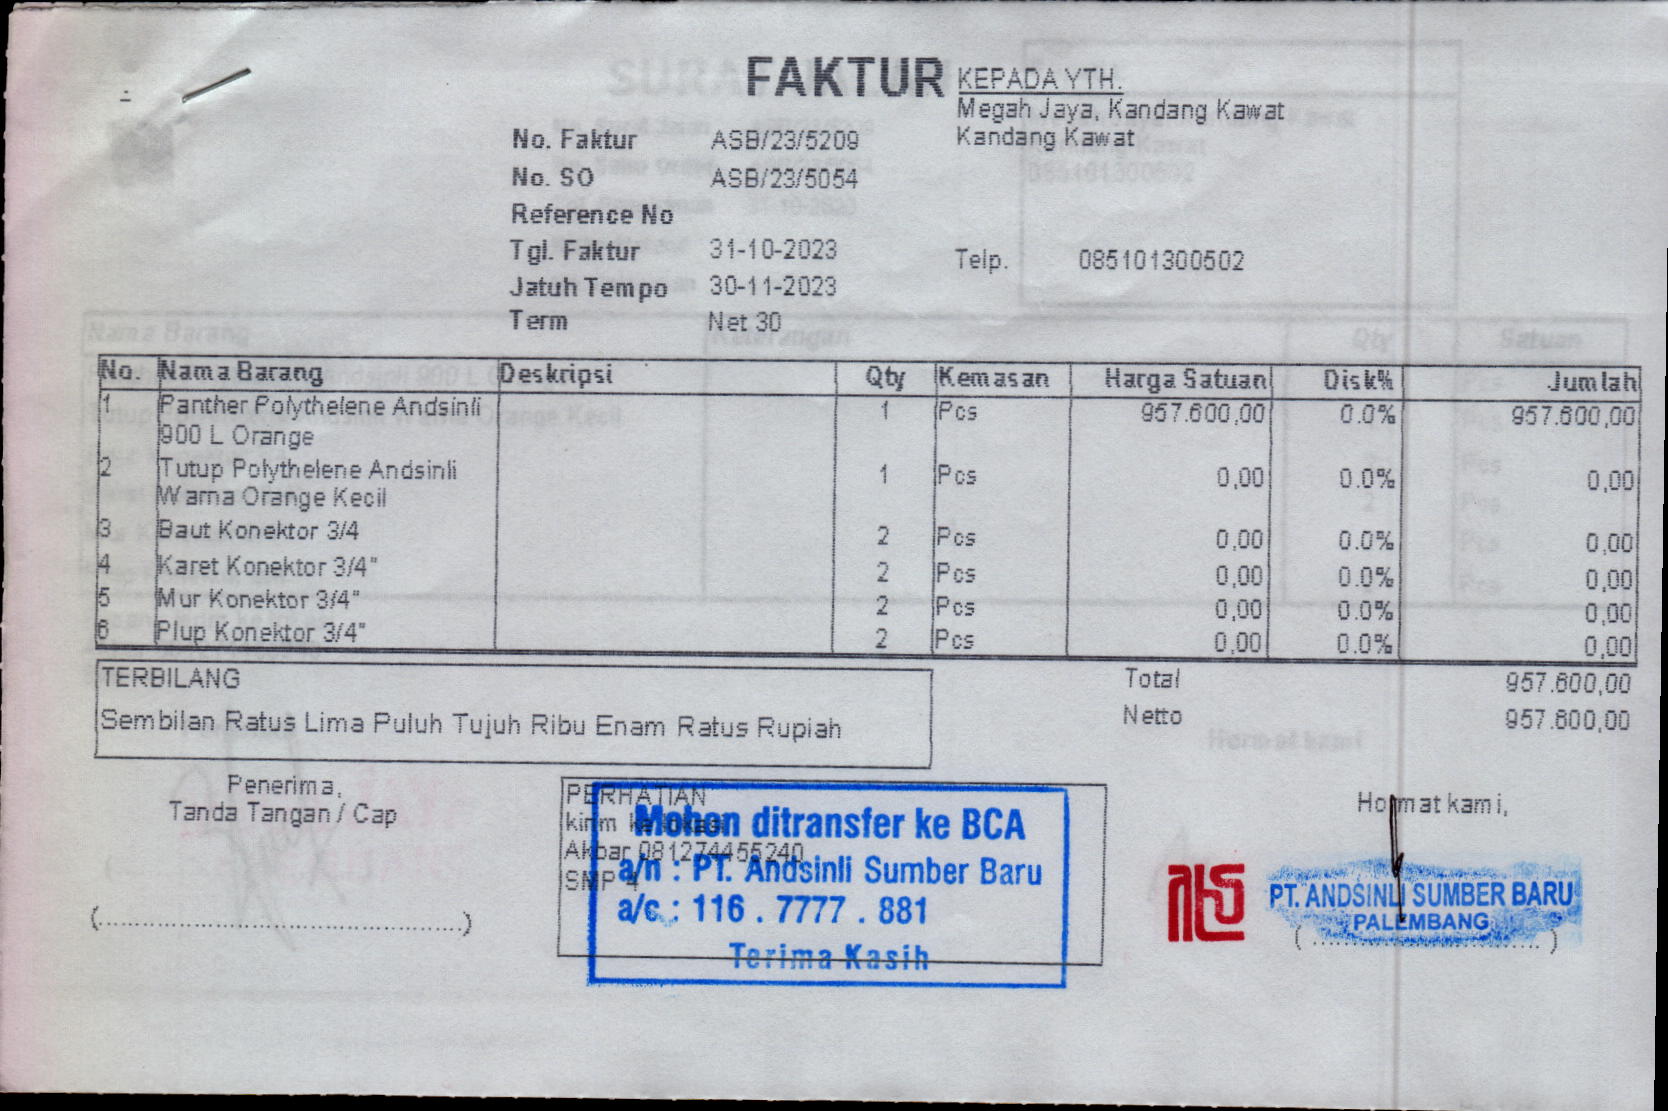 FAKTUR
KEPADA YTH.
Megah Jaya, Kandang Kawat
Kandang Kawat
No. Faktur ASB/23/5209
No. SO ASB/23/5054
Reference No
Tgl. Faktur 31-10-2023
Telp. 085101300502
Jatuh Tempo 30-11-2023
Term Net 30
No. Nama Barang Deskripsi Qty Kemasan Harga Satuan Disk% Jumlah
1 Panther Polythelene Andsinli 1 Pcs 957.600,00 0.0% 957.600,00
900 L Orange
2 Tutup Polythelene Andsinli 1 Pcs 0,00 0.0% 0,00
Warna Orange Kecil
3 Baut Konektor 3/4 2 Pcs 0,00 0.0% 0,00
4 Karet Konektor 3/4" 2 Pcs 0,00 0.0% 0,00
5 Mur Konektor 3/4" 2 Pcs 0,00 0.0% 0,00
6 Plup Konektor 3/4" 2 Pcs 0,00 0.0% 0,00
TERBILANG
Sembilan Ratus Lima Puluh Tujuh Ribu Enam Ratus Rupiah
Total 957.600,00
Netto 957.600,00
Penerima,
Tanda Tangan / Cap
(............................................)
PERHATIAN
kirim ke lokasi
Akbar 081274455240
SMP 4
Mohon ditransfer ke BCA
a/n : PT. Andsinli Sumber Baru
a/c : 116 . 7777 . 881
Terima Kasih
Hormat kami,
PT. ANDSINLI SUMBER BARU
PALEMBANG
(............................)